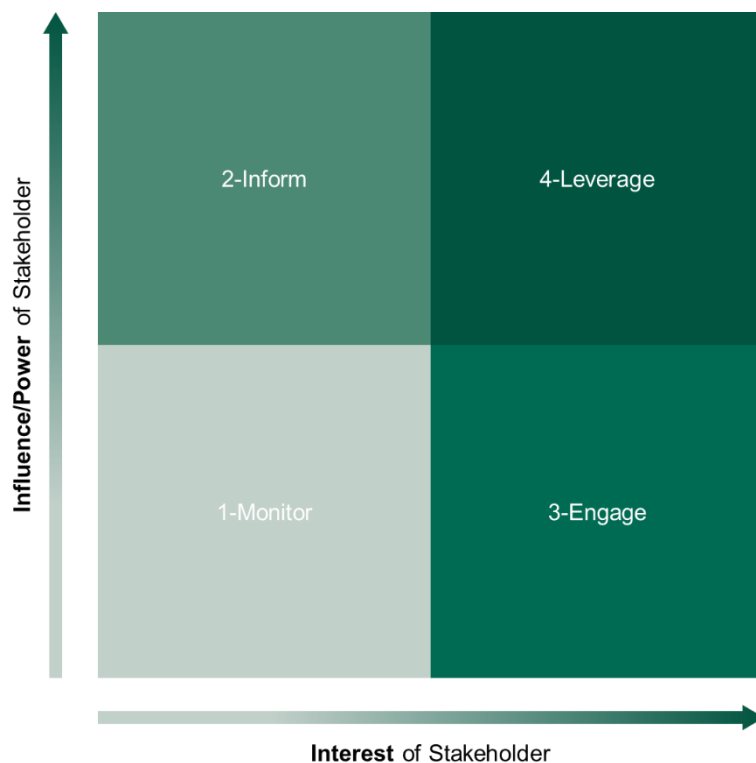 Influence/Power of Stakeholder
2-Inform
4-Leverage
1-Monitor
3-Engage
Interest of Stakeholder